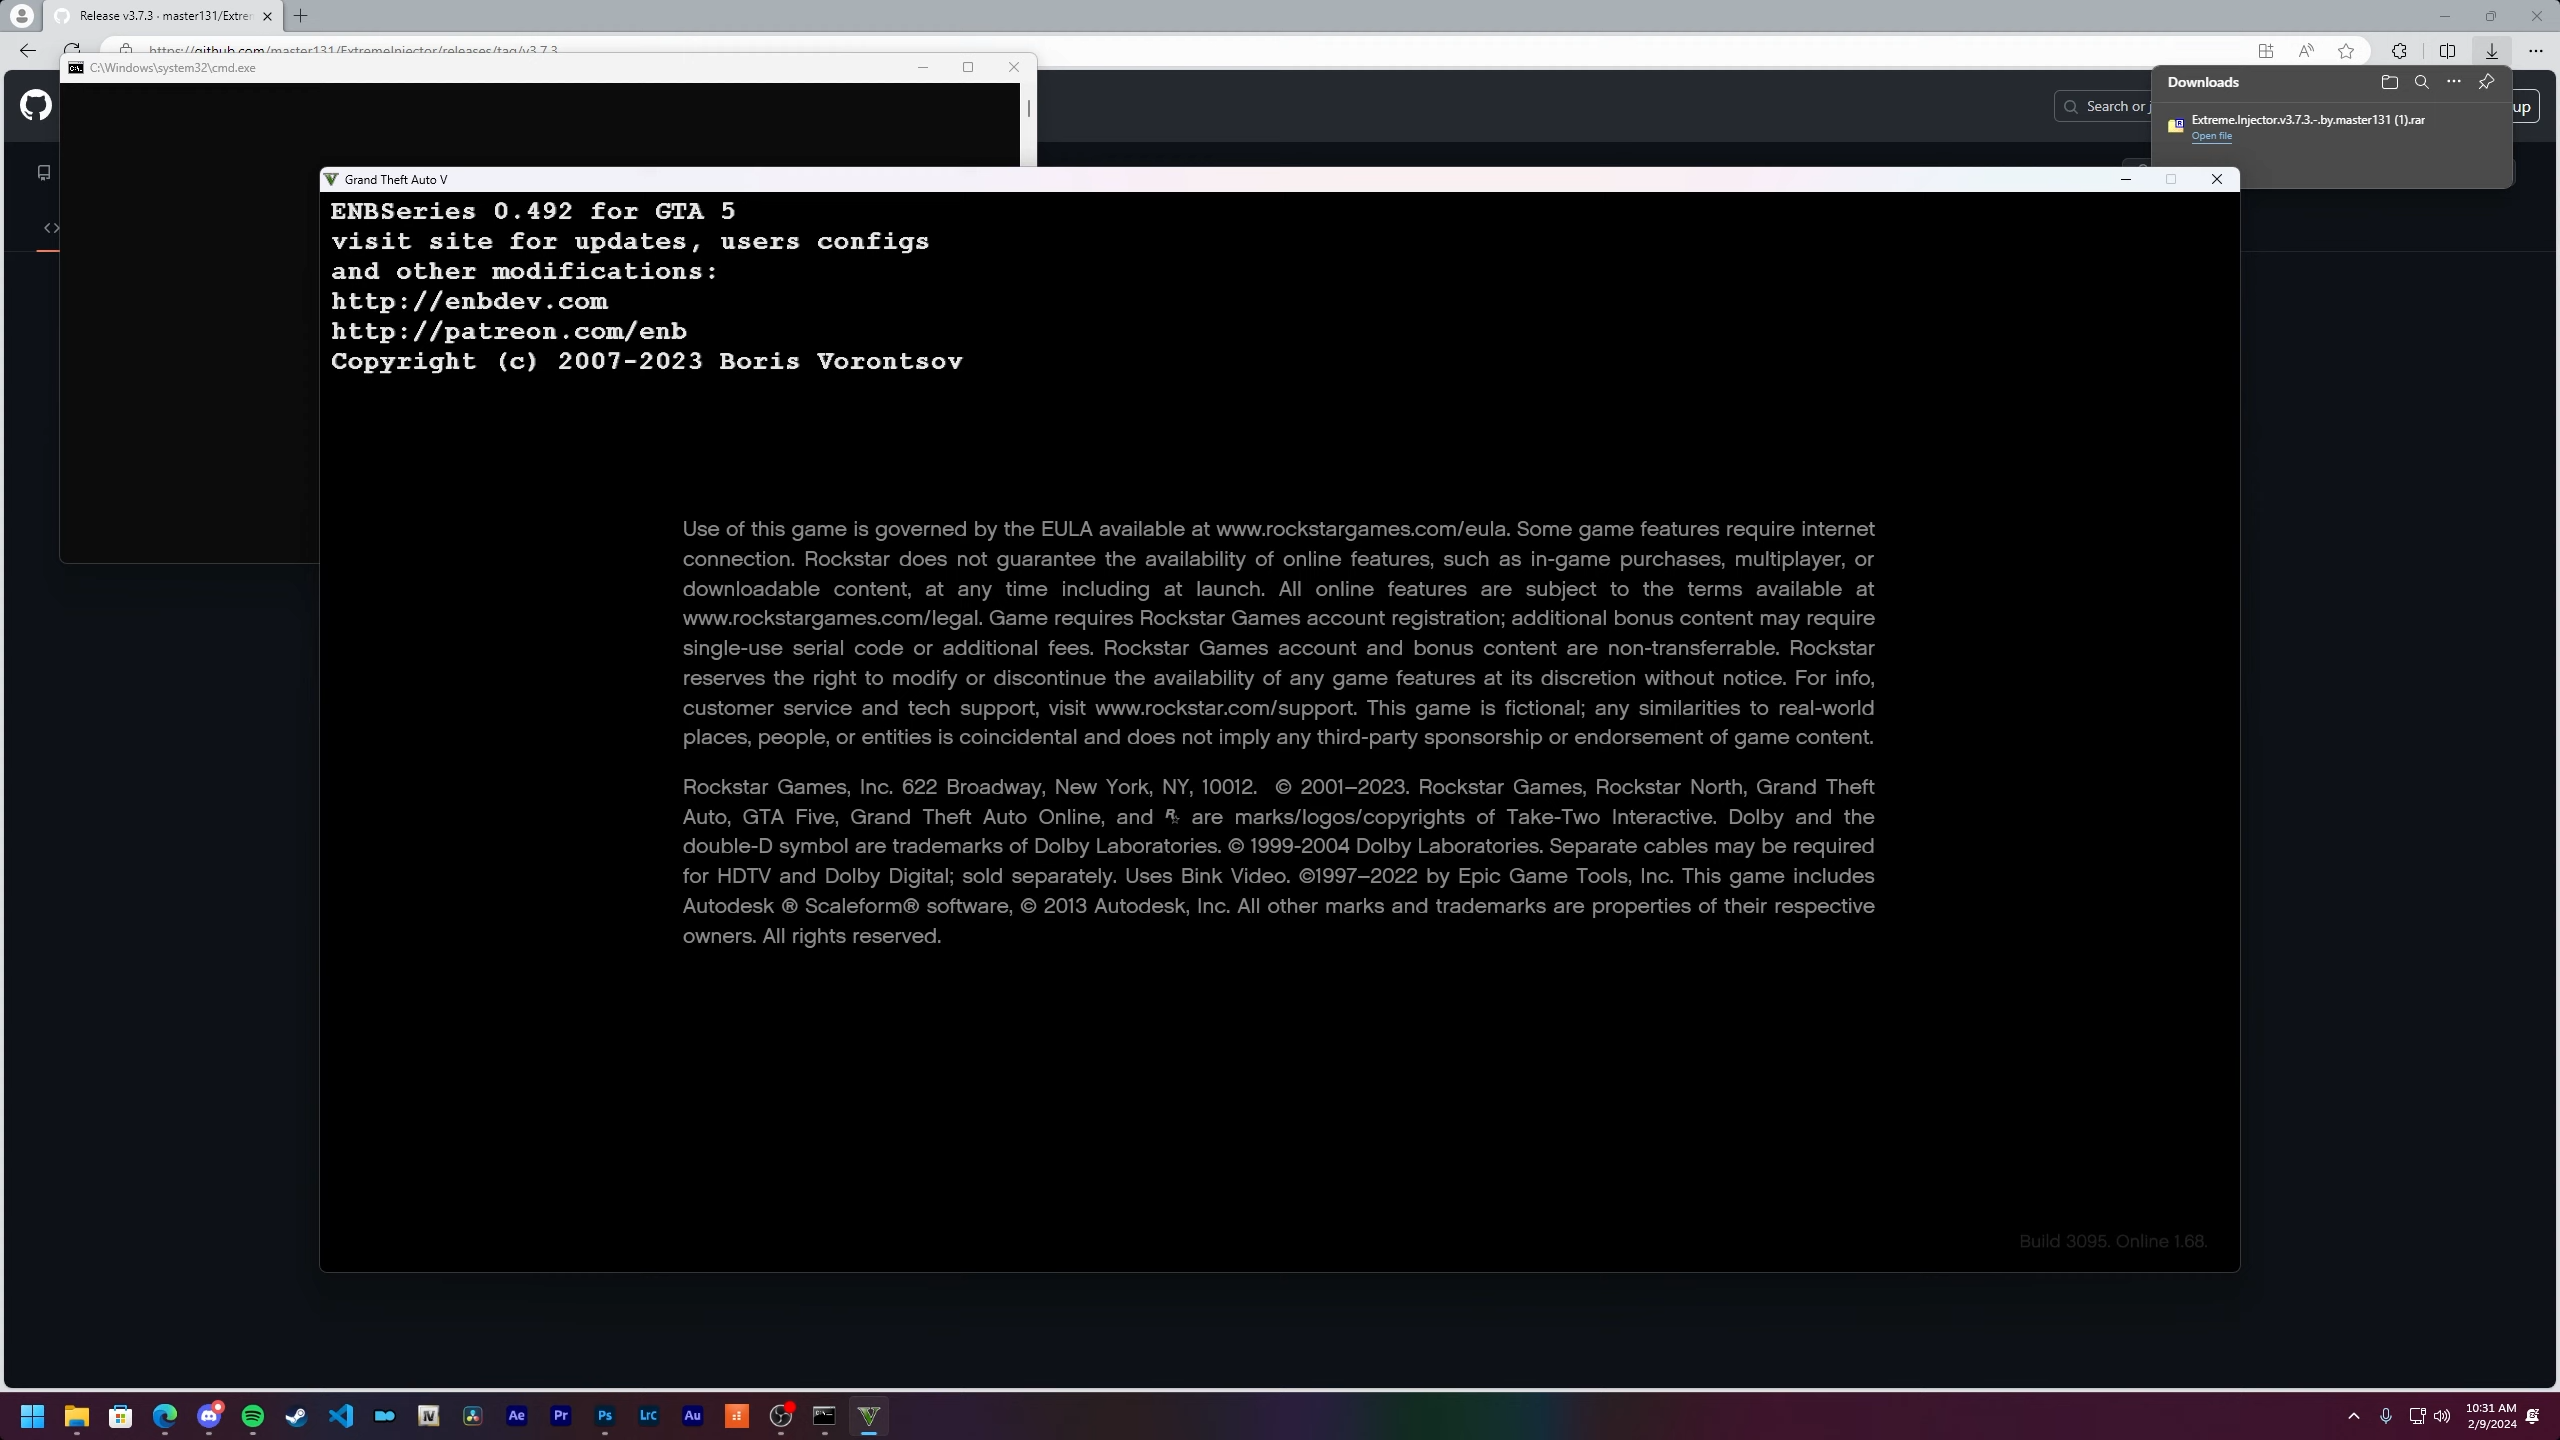 Release v3.7.3 · master131/Extrem
https://github.com/master131/ExtremeInjector/releases/tag/v3.7.3
C:\Windows\system32\cmd.exe
Search or j
Downloads
up
Extreme.Injector.v3.7.3.-.by.master131 (1).rar
Open file
Grand Theft Auto V
ENBSeries 0.492 for GTA 5
visit site for updates, users configs
and other modifications:
http://enbdev.com
http://patreon.com/enb
Copyright (c) 2007-2023 Boris Vorontsov
Use of this game is governed by the EULA available at www.rockstargames.com/eula. Some game features require internet
connection. Rockstar does not guarantee the availability of online features, such as in-game purchases, multiplayer, or
downloadable content, at any time including at launch. All online features are subject to the terms available at
www.rockstargames.com/legal. Game requires Rockstar Games account registration; additional bonus content may require
single-use serial code or additional fees. Rockstar Games account and bonus content are non-transferrable. Rockstar
reserves the right to modify or discontinue the availability of any game features at its discretion without notice. For info,
customer service and tech support, visit www.rockstar.com/support. This game is fictional; any similarities to real-world
places, people, or entities is coincidental and does not imply any third-party sponsorship or endorsement of game content.
Rockstar Games, Inc. 622 Broadway, New York, NY, 10012. © 2001–2023. Rockstar Games, Rockstar North, Grand Theft
Auto, GTA Five, Grand Theft Auto Online, and R* are marks/logos/copyrights of Take-Two Interactive. Dolby and the
double-D symbol are trademarks of Dolby Laboratories. © 1999-2004 Dolby Laboratories. Separate cables may be required
for HDTV and Dolby Digital; sold separately. Uses Bink Video. ©1997–2022 by Epic Game Tools, Inc. This game includes
Autodesk ® Scaleform® software, © 2013 Autodesk, Inc. All other marks and trademarks are properties of their respective
owners. All rights reserved.
Build 3095. Online 1.68.
IV
Ae
Pr
Ps
LrC
Au
10:31 AM
2/9/2024